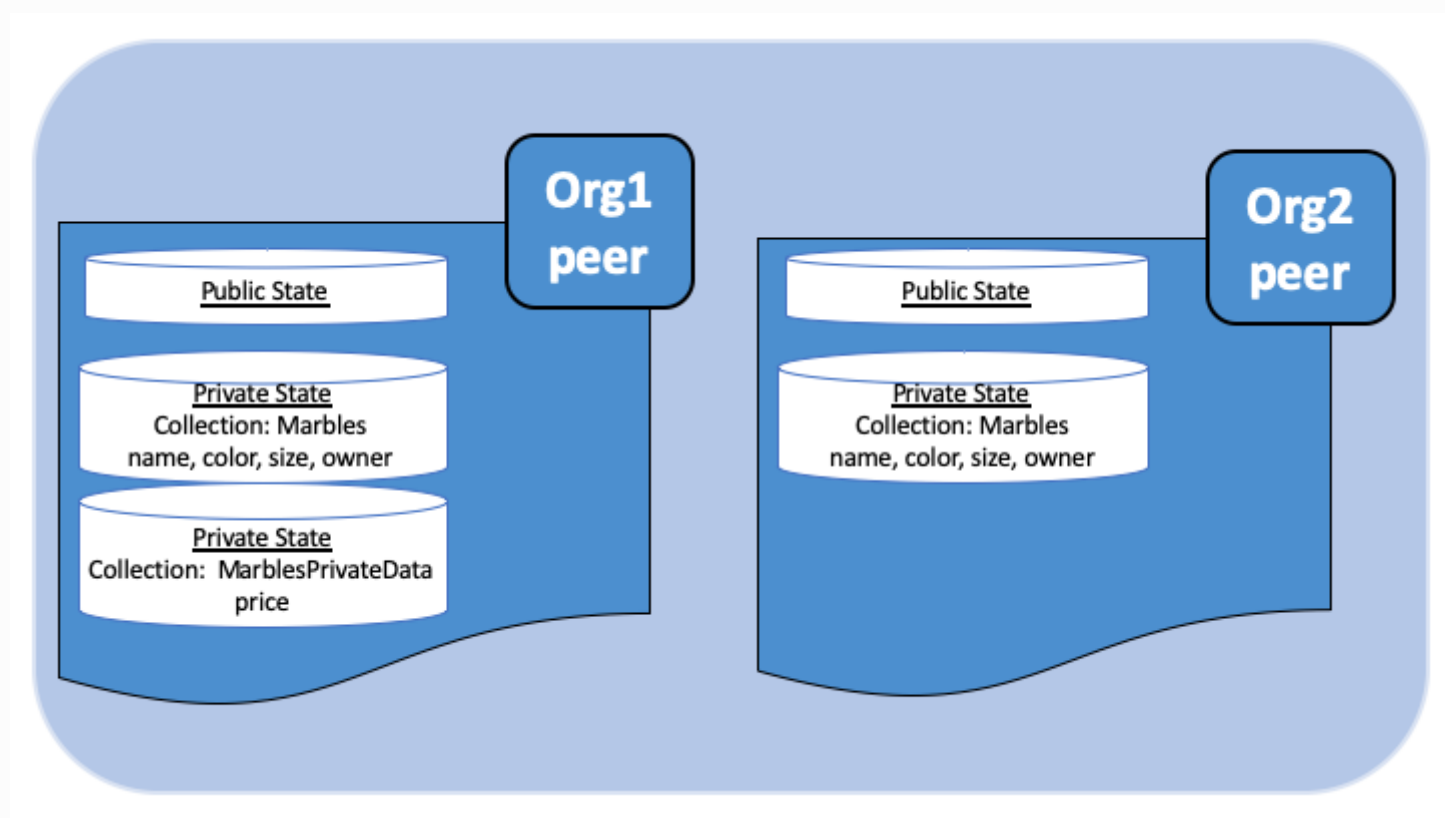 Org1
peer
Public State
Private State
Collection: Marbles
name, color, size, owner
Private State
Collection:  MarblesPrivateData
price
Org2
peer
Public State
Private State
Collection: Marbles
name, color, size, owner